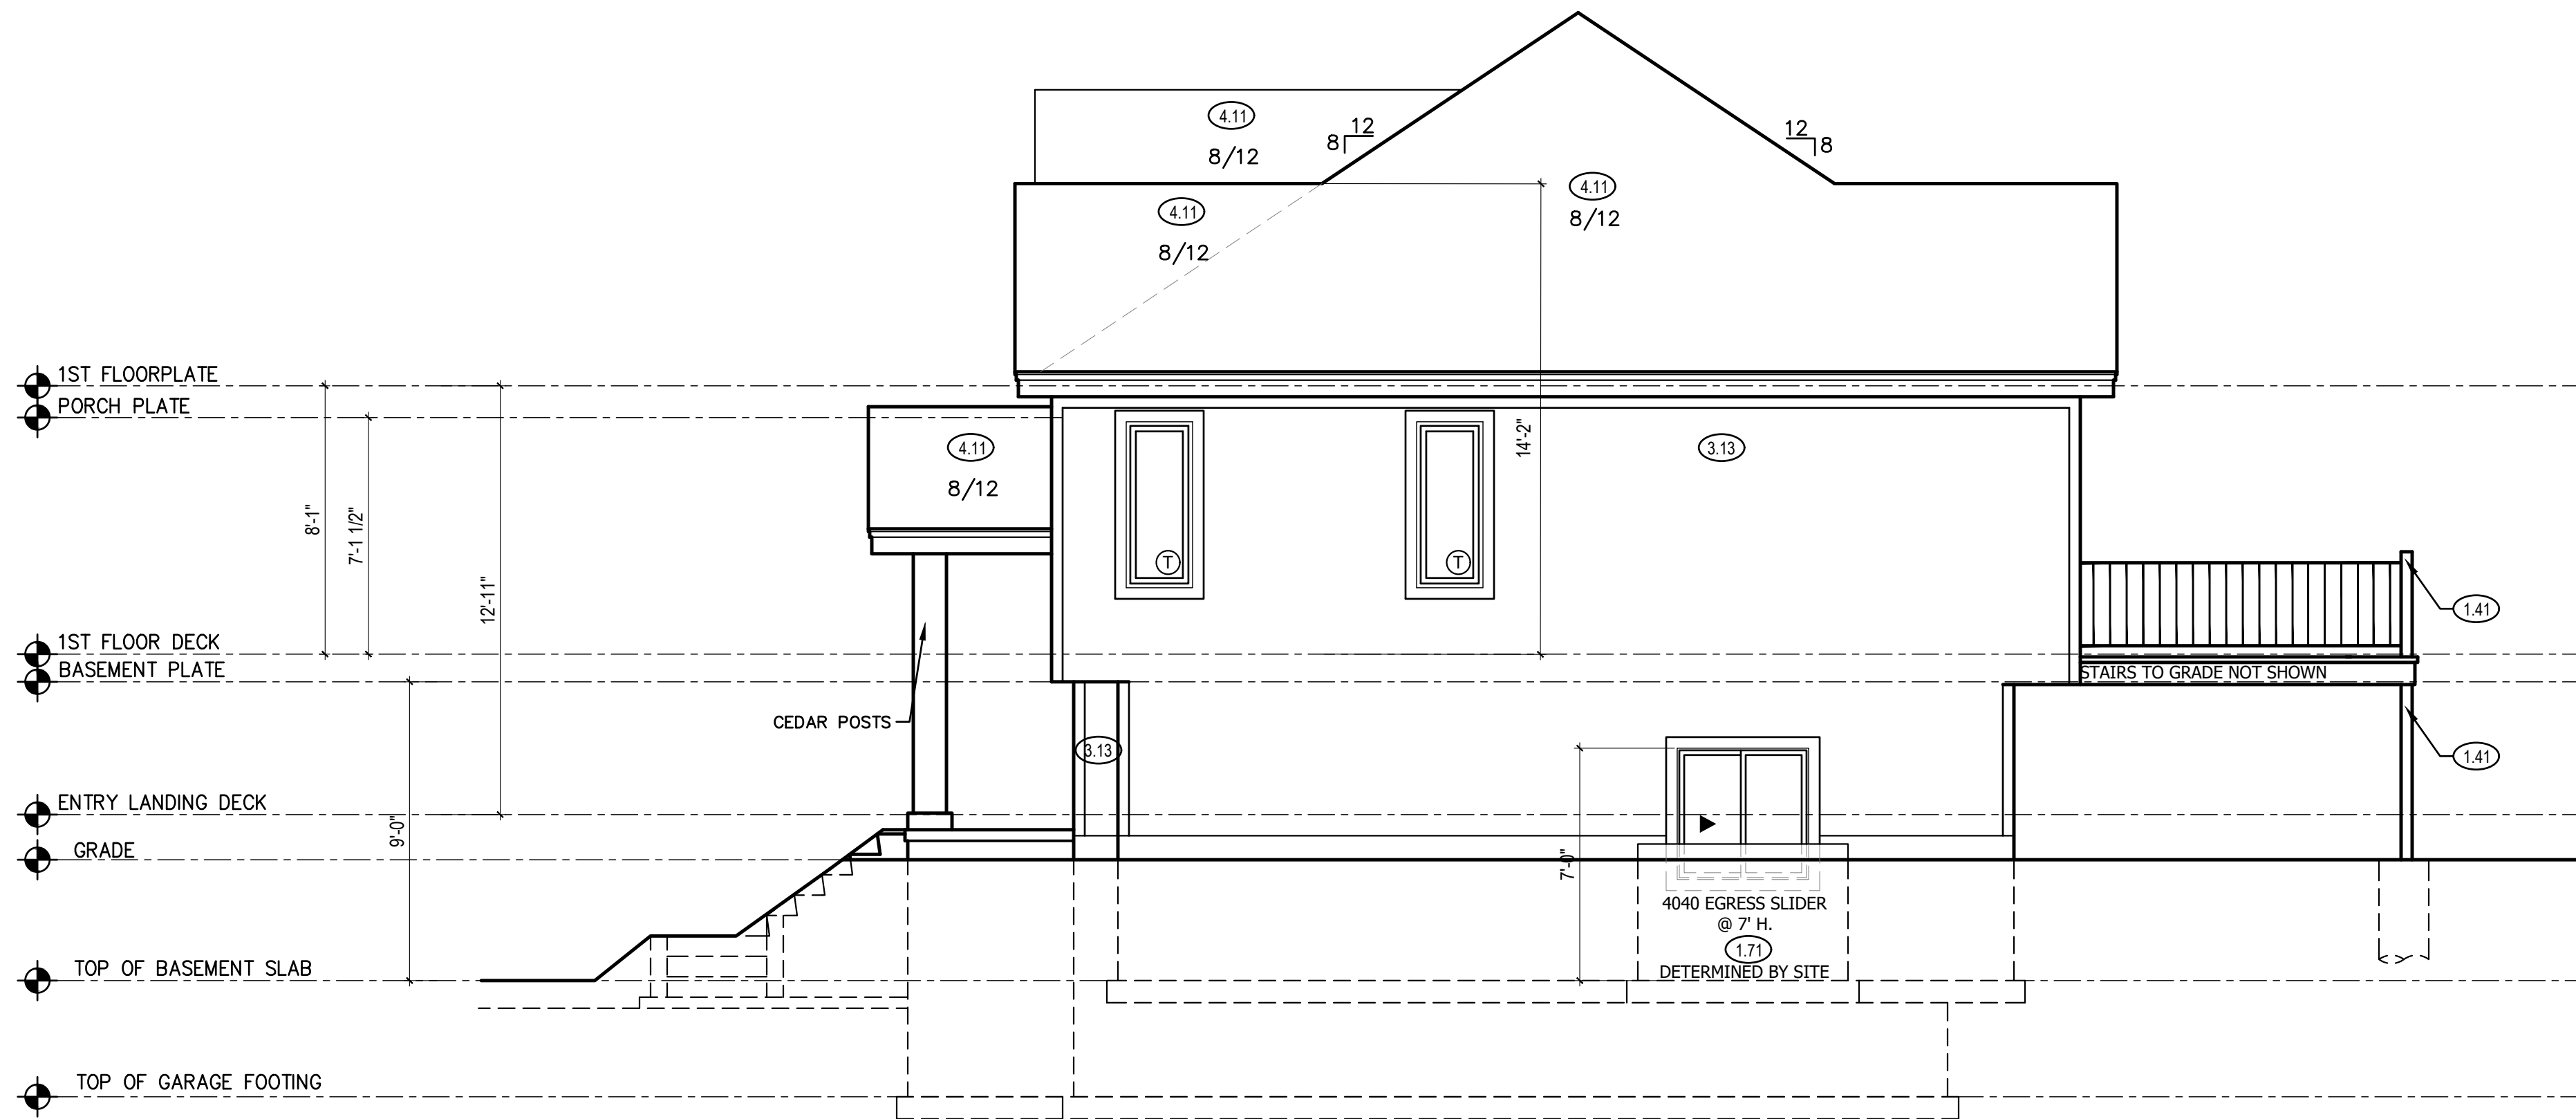 4.11
8/12
12
8
12
8
4.11
8/12
4.11
8/12
1ST FLOORPLATE
PORCH PLATE
4.11
8/12
3.13
14'-2"
8'-1"
7'-1 1/2"
12'-11"
T
T
1.41
1ST FLOOR DECK
BASEMENT PLATE
STAIRS TO GRADE NOT SHOWN
CEDAR POSTS
3.13
1.41
ENTRY LANDING DECK
9'-0"
GRADE
7'-0"
4040 EGRESS SLIDER
@ 7' H.
1.71
DETERMINED BY SITE
TOP OF BASEMENT SLAB
TOP OF GARAGE FOOTING